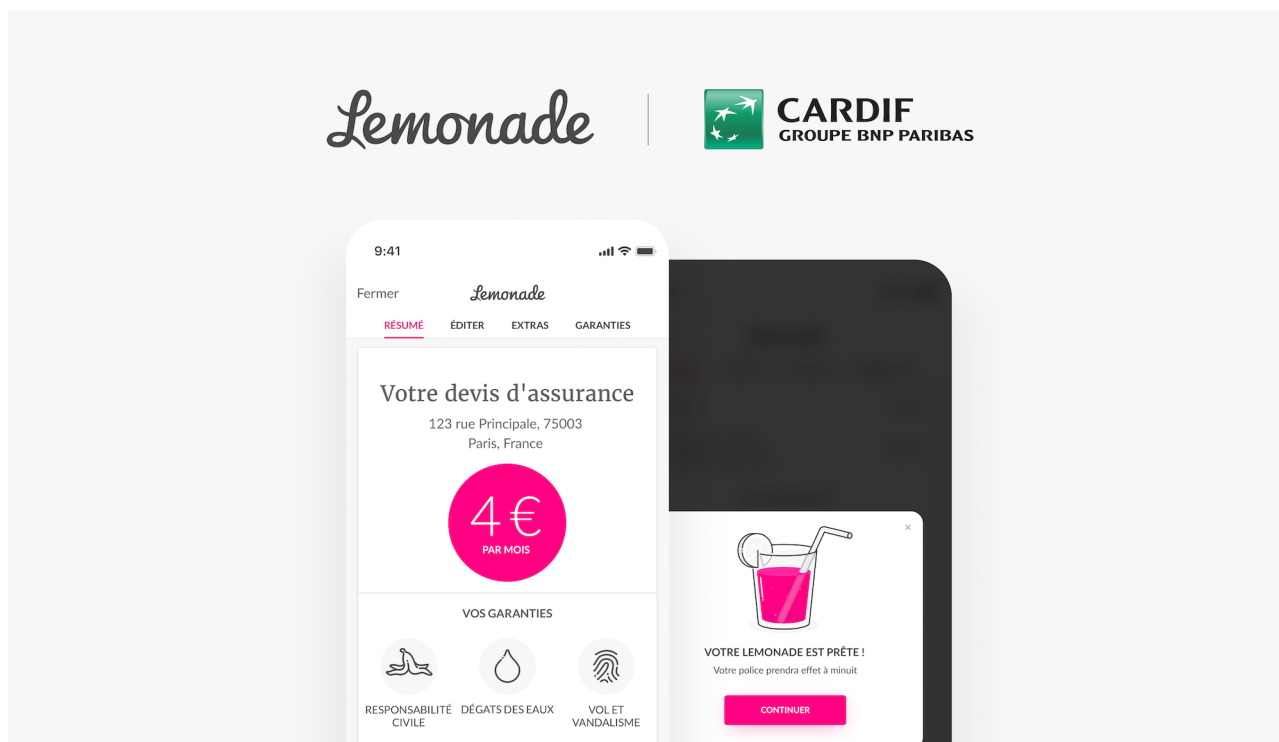 Lemonade
CARDIF
GROUPE BNP PARIBAS
9:41
Fermer
Lemonade
RÉSUMÉ ÉDITER EXTRAS GARANTIES
Votre devis d'assurance
123 rue Principale, 75003
Paris, France
4 €
PAR MOIS
VOS GARANTIES
RESPONSABILITÉ
CIVILE
DÉGATS DES EAUX
VOL ET
VANDALISME
×
VOTRE LEMONADE EST PRÊTE !
Votre police prendra effet à minuit
CONTINUER